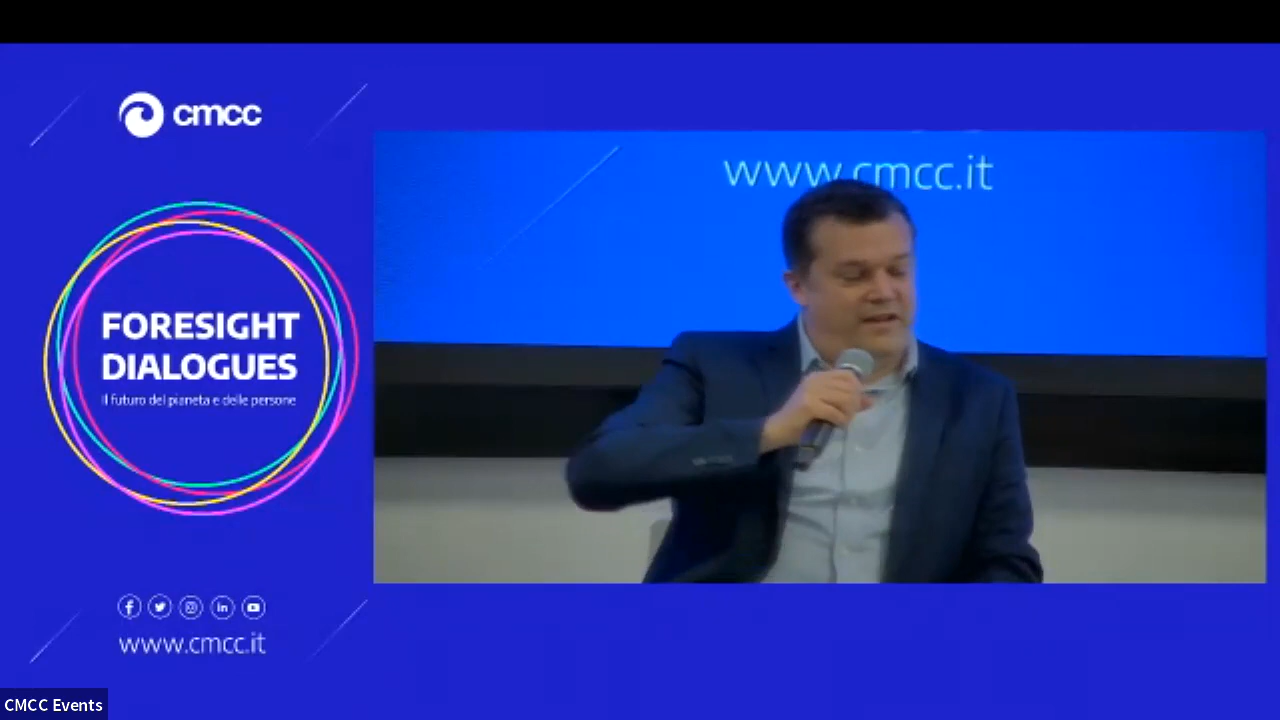 cmcc
FORESIGHT
DIALOGUES
Il futuro del pianeta e delle persone
www.cmcc.it
www.cmcc.it
CMCC Events